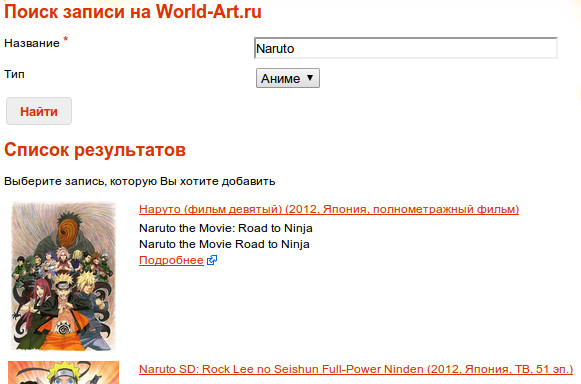 Поиск записи на World-Art.ru
Название *
Naruto
Тип
Аниме ▼
Найти
Список результатов
Выберите запись, которую Вы хотите добавить
Наруто (фильм девятый) (2012, Япония, полнометражный фильм)
Naruto the Movie: Road to Ninja
Naruto the Movie Road to Ninja
Подробнее
Naruto SD: Rock Lee no Seishun Full-Power Ninden (2012, Япония, ТВ, 51 эп.)